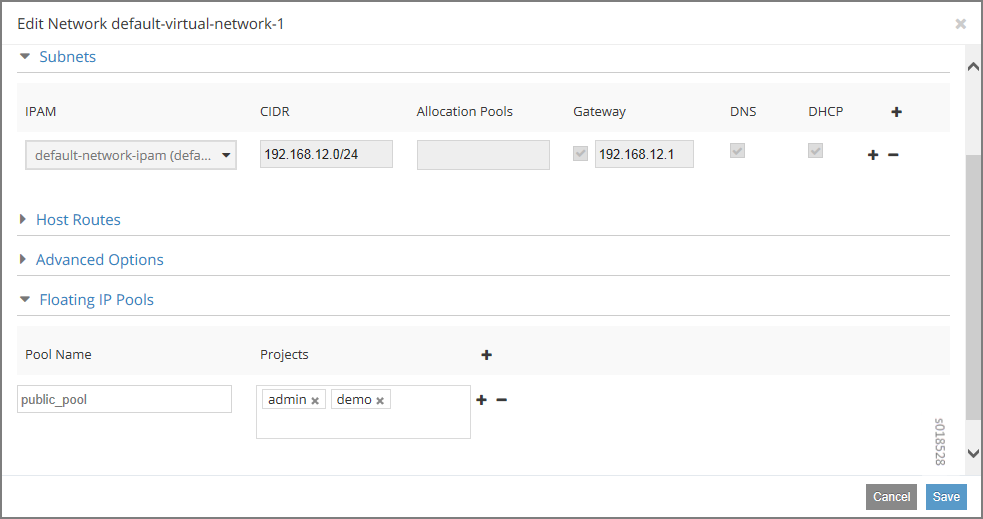 Edit Network default-virtual-network-1
Subnets
IPAM CIDR Allocation Pools Gateway DNS DHCP
default-network-ipam (defa... 192.168.12.0/24 192.168.12.1
Host Routes
Advanced Options
Floating IP Pools
Pool Name Projects
public_pool admin demo
s018528
Cancel Save